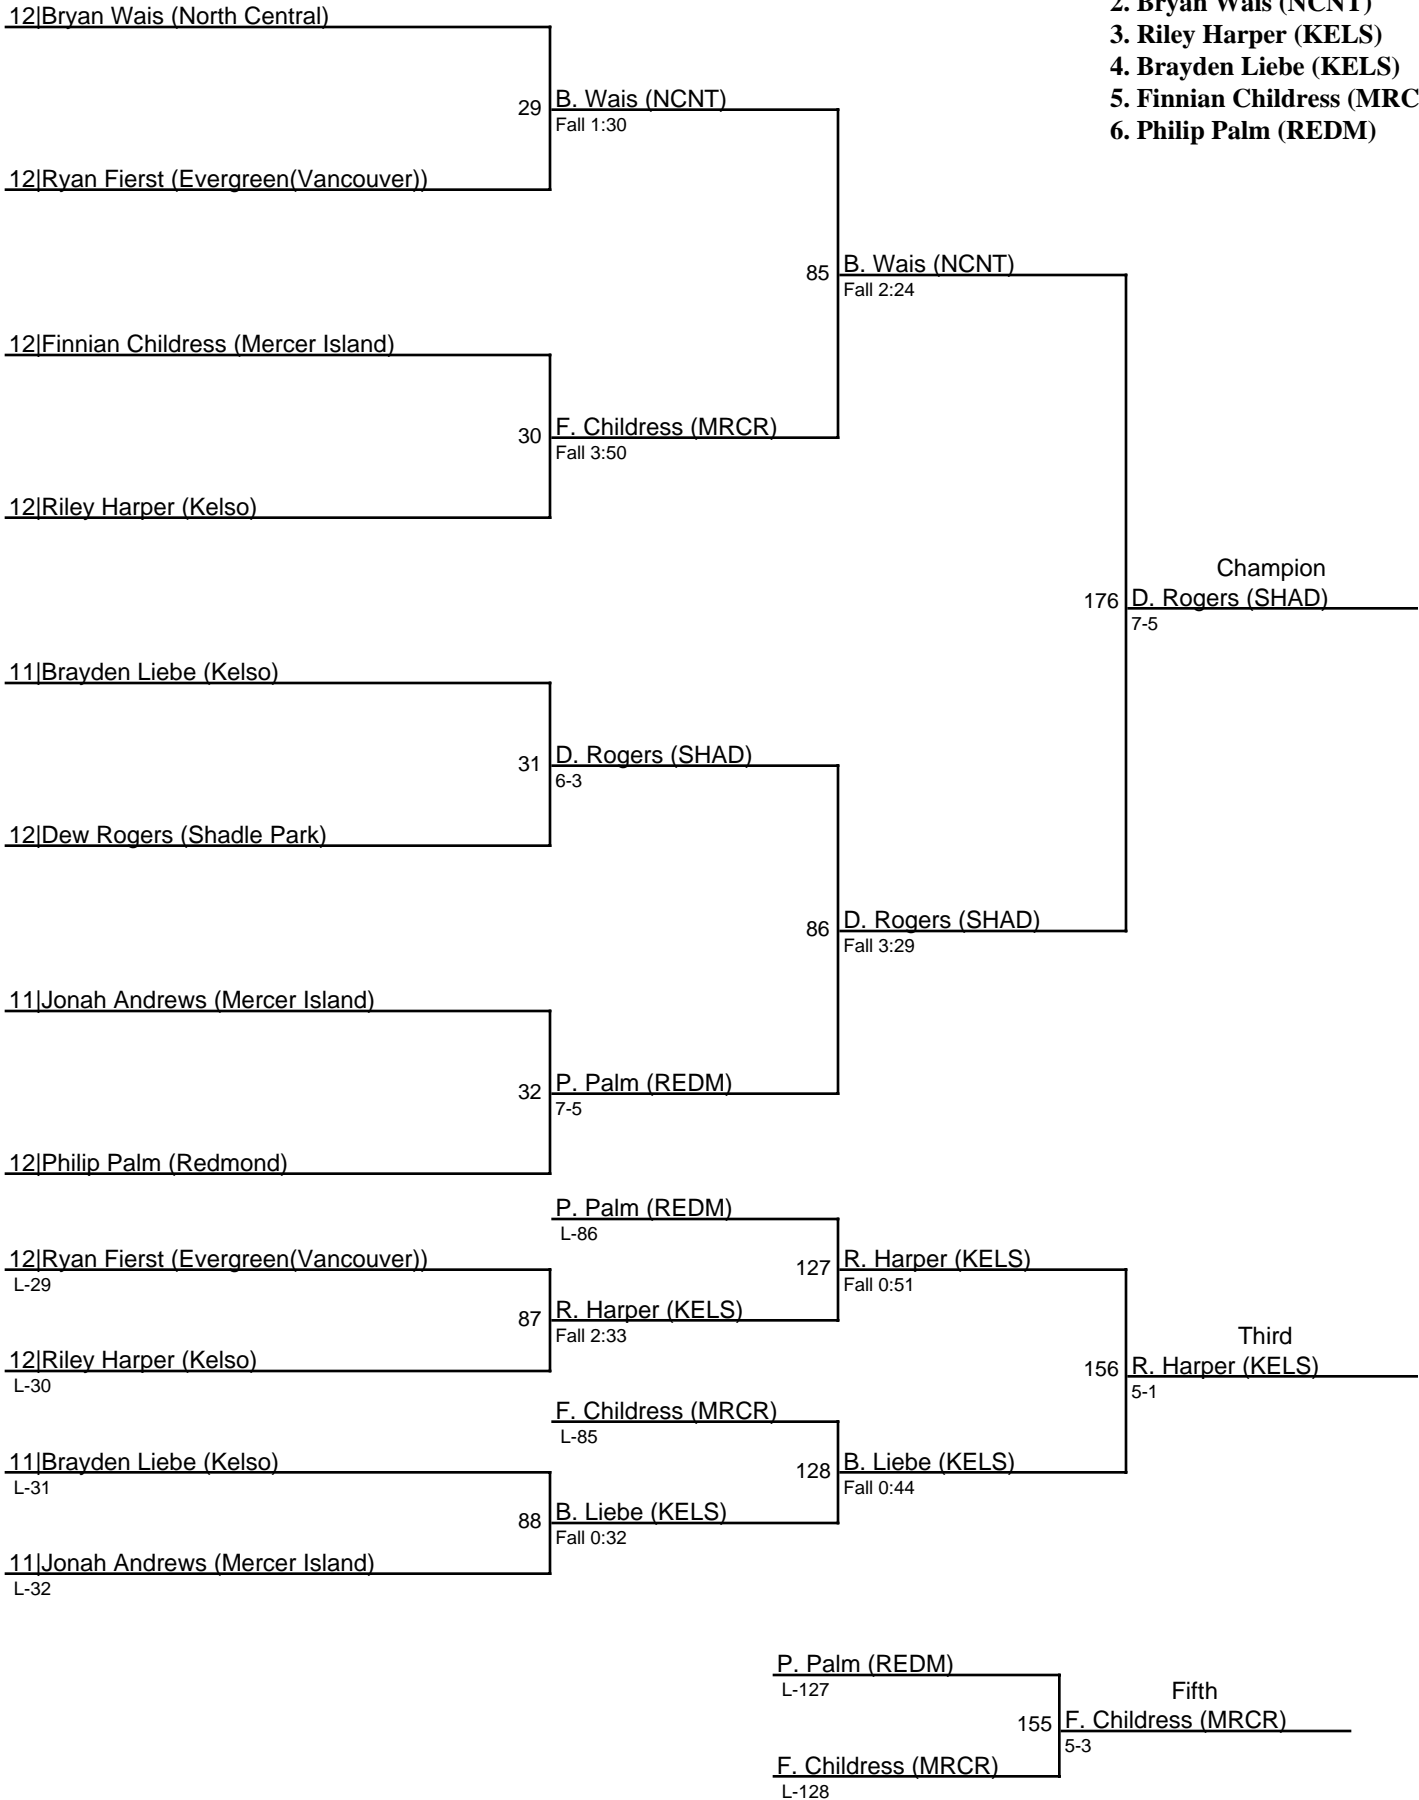 12|Bryan Wais (North Central)
2. Bryan Wais (NCNT)
3. Riley Harper (KELS)
4. Brayden Liebe (KELS)
5. Finnian Childress (MRC
6. Philip Palm (REDM)
29
B. Wais (NCNT)
Fall 1:30
12|Ryan Fierst (Evergreen(Vancouver))
85
B. Wais (NCNT)
Fall 2:24
12|Finnian Childress (Mercer Island)
30
F. Childress (MRCR)
Fall 3:50
12|Riley Harper (Kelso)
Champion
176
D. Rogers (SHAD)
7-5
11|Brayden Liebe (Kelso)
31
D. Rogers (SHAD)
6-3
12|Dew Rogers (Shadle Park)
86
D. Rogers (SHAD)
Fall 3:29
11|Jonah Andrews (Mercer Island)
32
P. Palm (REDM)
7-5
12|Philip Palm (Redmond)
P. Palm (REDM)
L-86
12|Ryan Fierst (Evergreen(Vancouver))
L-29
127
R. Harper (KELS)
Fall 0:51
87
R. Harper (KELS)
Fall 2:33
12|Riley Harper (Kelso)
L-30
Third
156
R. Harper (KELS)
5-1
F. Childress (MRCR)
L-85
11|Brayden Liebe (Kelso)
L-31
128
B. Liebe (KELS)
Fall 0:44
88
B. Liebe (KELS)
Fall 0:32
11|Jonah Andrews (Mercer Island)
L-32
P. Palm (REDM)
L-127
Fifth
155
F. Childress (MRCR)
5-3
F. Childress (MRCR)
L-128